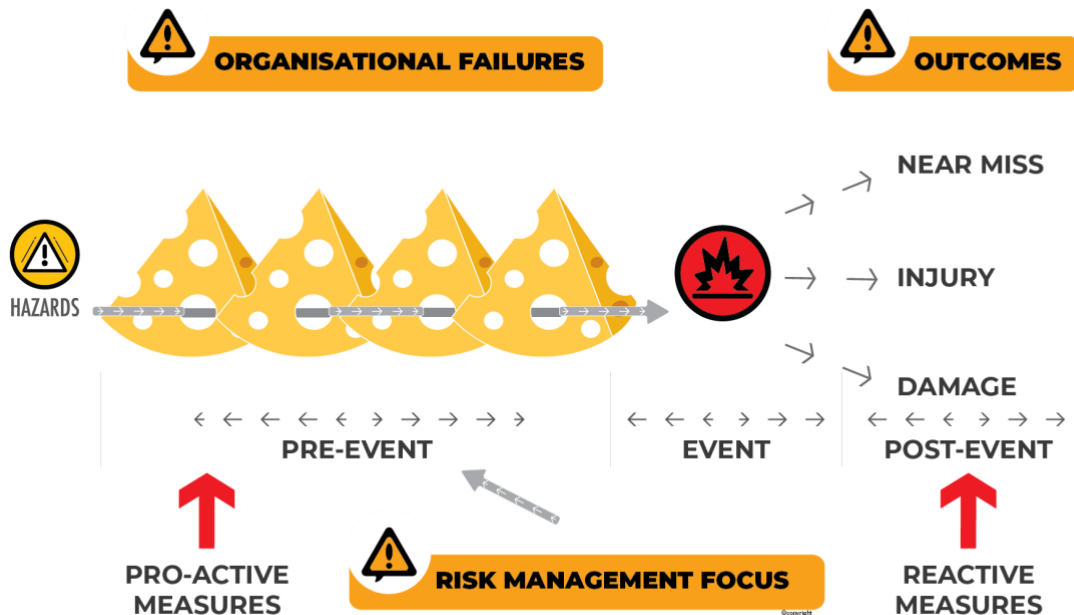 ORGANISATIONAL FAILURES
OUTCOMES
NEAR MISS
HAZARDS
INJURY
DAMAGE
PRE-EVENT
EVENT
POST-EVENT
PRO-ACTIVE
MEASURES
RISK MANAGEMENT FOCUS
REACTIVE
MEASURES
©copyright